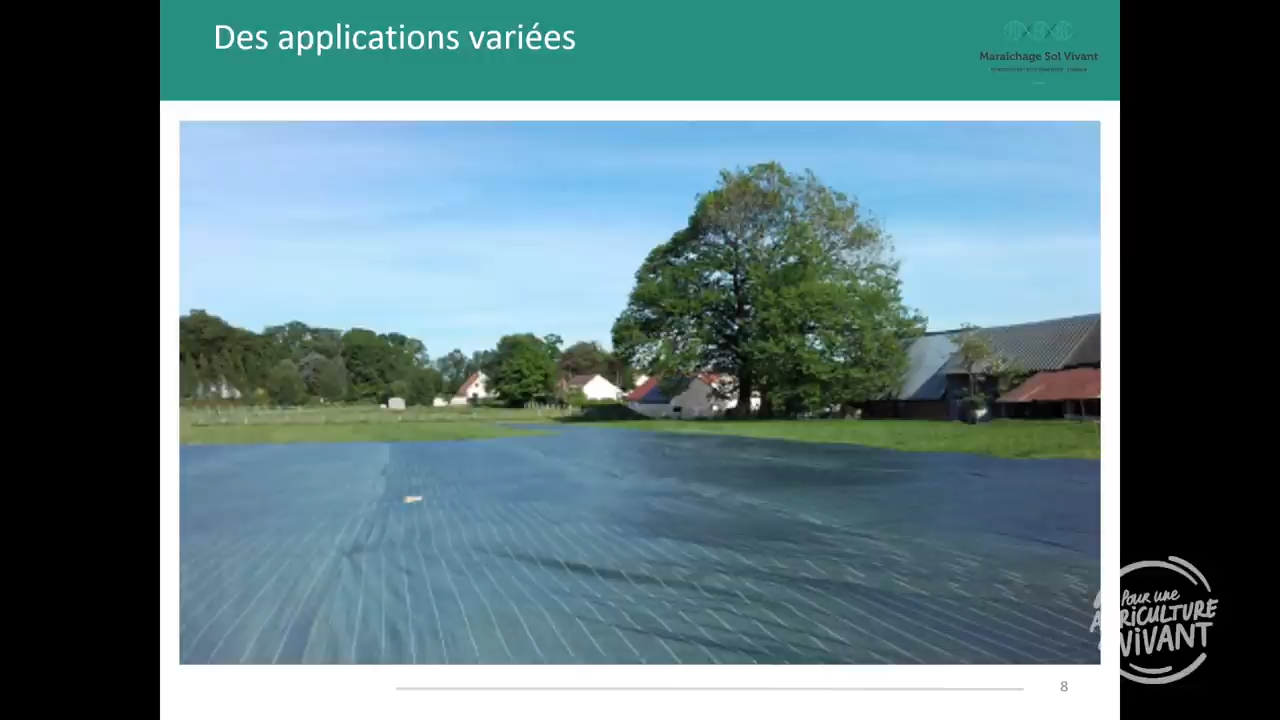 Des applications variées
Maraîchage Sol Vivant
Pour une
AGRICULTURE
ViVANT
8